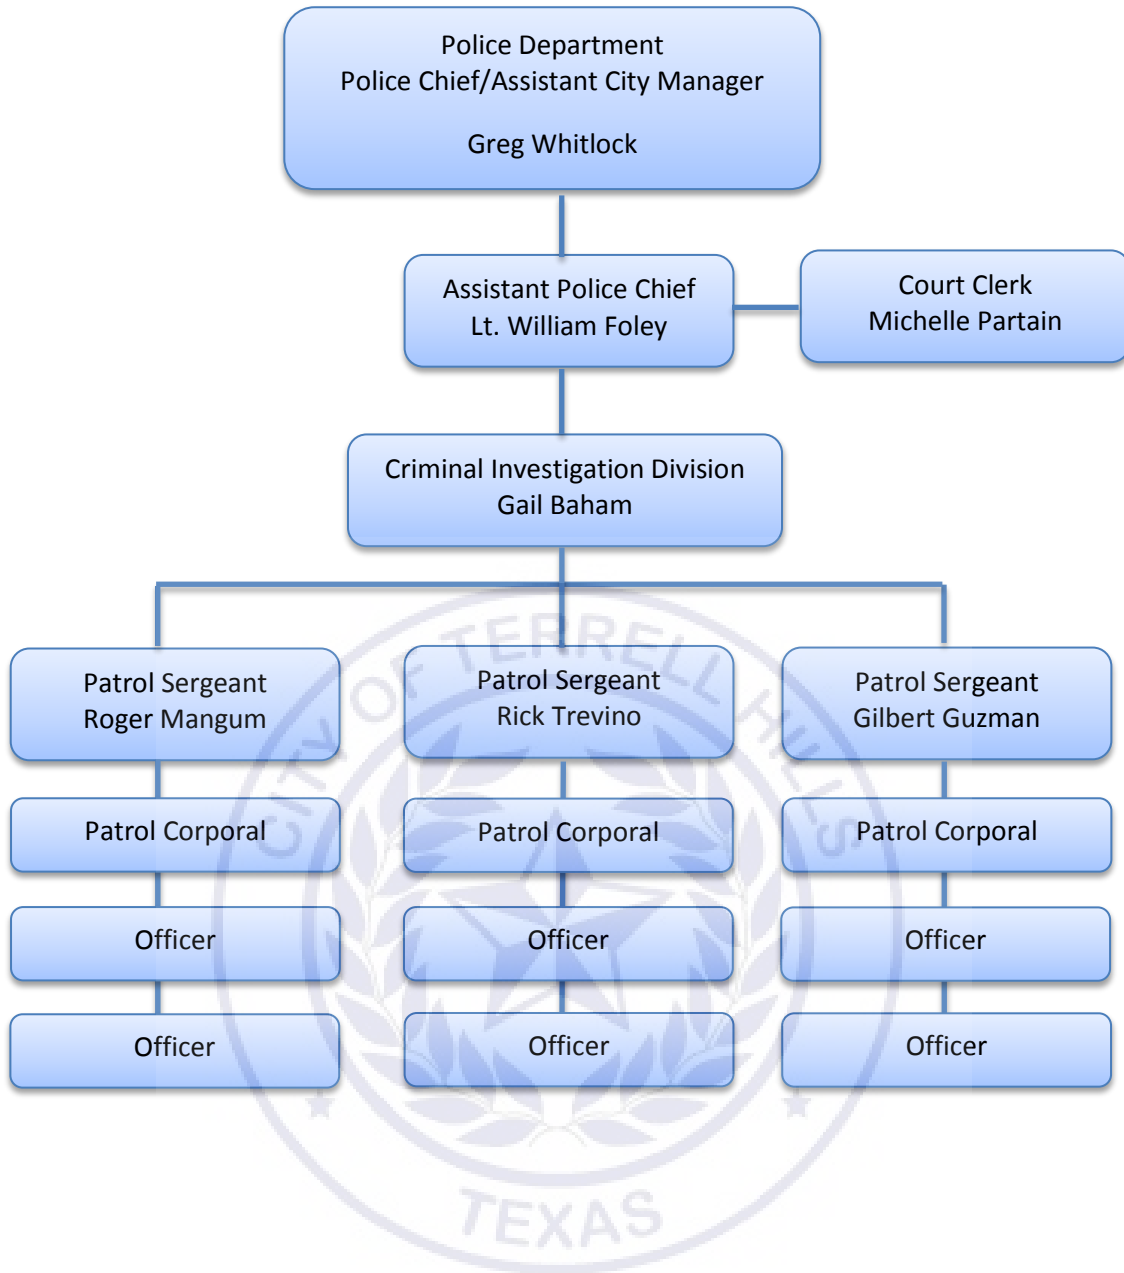 Police Department
Police Chief/Assistant City Manager
Greg Whitlock
Assistant Police Chief
Lt. William Foley
Court Clerk
Michelle Partain
Criminal Investigation Division
Gail Baham
Patrol Sergeant
Roger Mangum
Patrol Sergeant
Rick Trevino
Patrol Sergeant
Gilbert Guzman
Patrol Corporal
Patrol Corporal
Patrol Corporal
Officer
Officer
Officer
Officer
Officer
Officer
CITY OF TERRELL HILLS
TEXAS